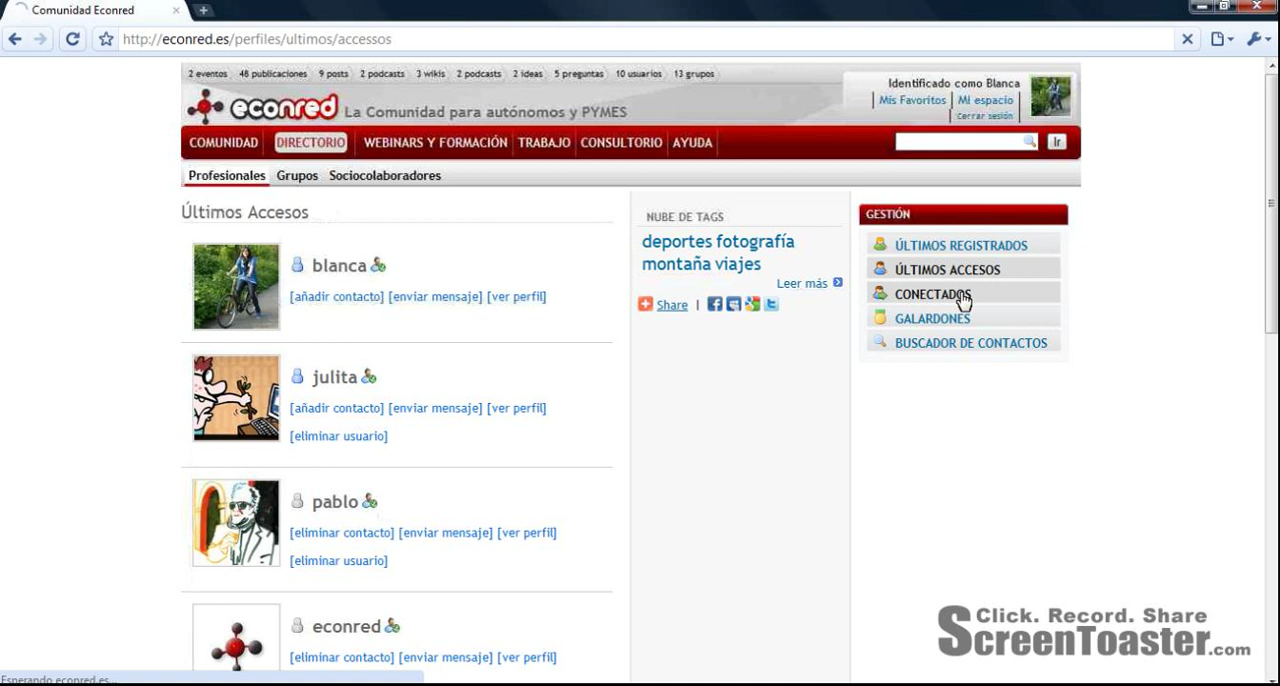 Comunidad Econred
http://econred.es/perfiles/ultimos/accessos
2 eventos 48 publicaciones 9 posts 2 podcasts 3 wikis 2 podcasts 2 ideas 5 preguntas 10 usuarios 13 grupos
Identificado como Blanca
Mis Favoritos Mi espacio
Cerrar sesión
econred La Comunidad para autónomos y PYMES
COMUNIDAD DIRECTORIO WEBINARS Y FORMACIÓN TRABAJO CONSULTORIO AYUDA Ir
Profesionales Grupos Sociocolaboradores
Últimos Accesos
blanca
[añadir contacto] [enviar mensaje] [ver perfil]
julita
[añadir contacto] [enviar mensaje] [ver perfil]
[eliminar usuario]
pablo
[eliminar contacto] [enviar mensaje] [ver perfil]
[eliminar usuario]
econred
[eliminar contacto] [enviar mensaje] [ver perfil]
NUBE DE TAGS
deportes fotografía
montaña viajes
Leer más
Share |
GESTIÓN
ÚLTIMOS REGISTRADOS
ÚLTIMOS ACCESOS
CONECTADOS
GALARDONES
BUSCADOR DE CONTACTOS
Click. Record. Share
ScreenToaster.com
Esperando econred.es...